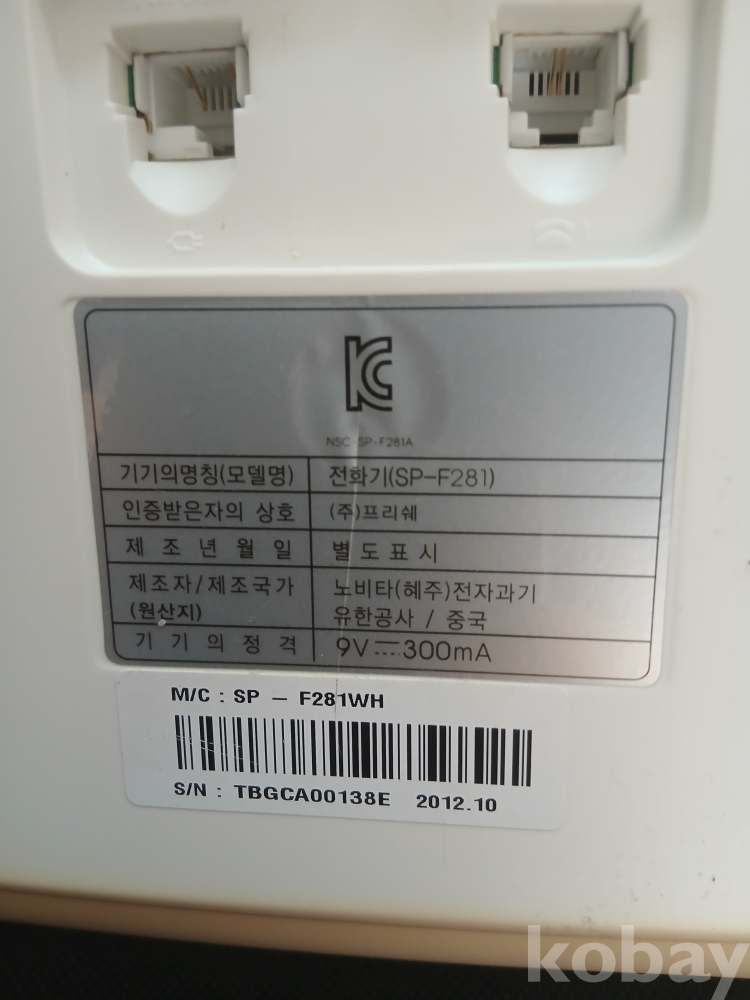 KC
NSC-SP-F281A
기기의명칭(모델명) 전화기(SP-F281)
인증받은자의 상호 (주)프리쉐
제 조 년 월 일 별 도 표 시
제조자/제조국가 노비타(혜주)전자과기
(원산지) 유한공사 / 중국
기 기 의 정 격 9V⎓300mA
M/C : SP – F281WH
S/N : TBGCA00138E 2012.10
kobay